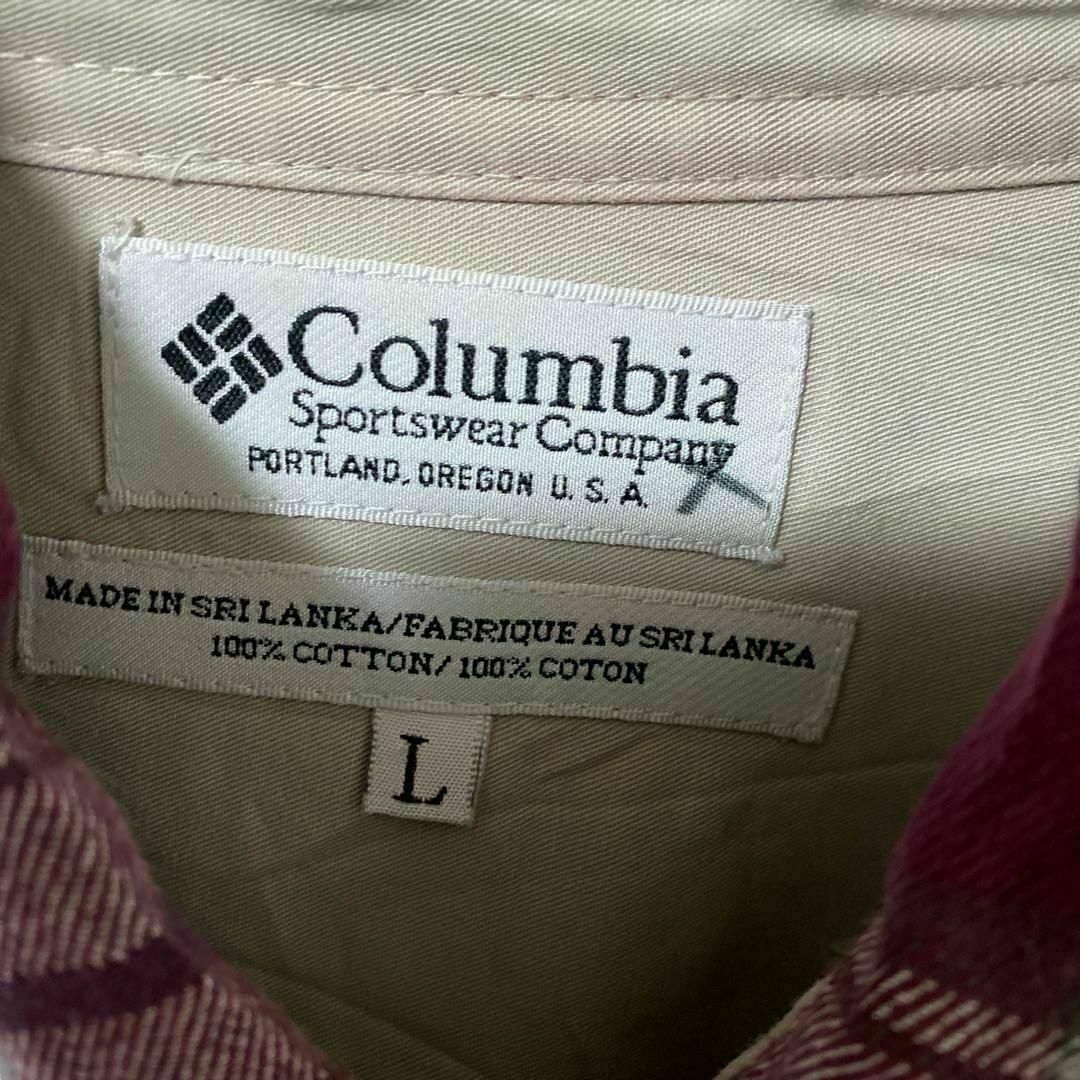 Columbia
Sportswear Company
PORTLAND, OREGON U.S.A.
MADE IN SRI LANKA/FABRIQUE AU SRI LANKA
100% COTTON/100% COTON
L